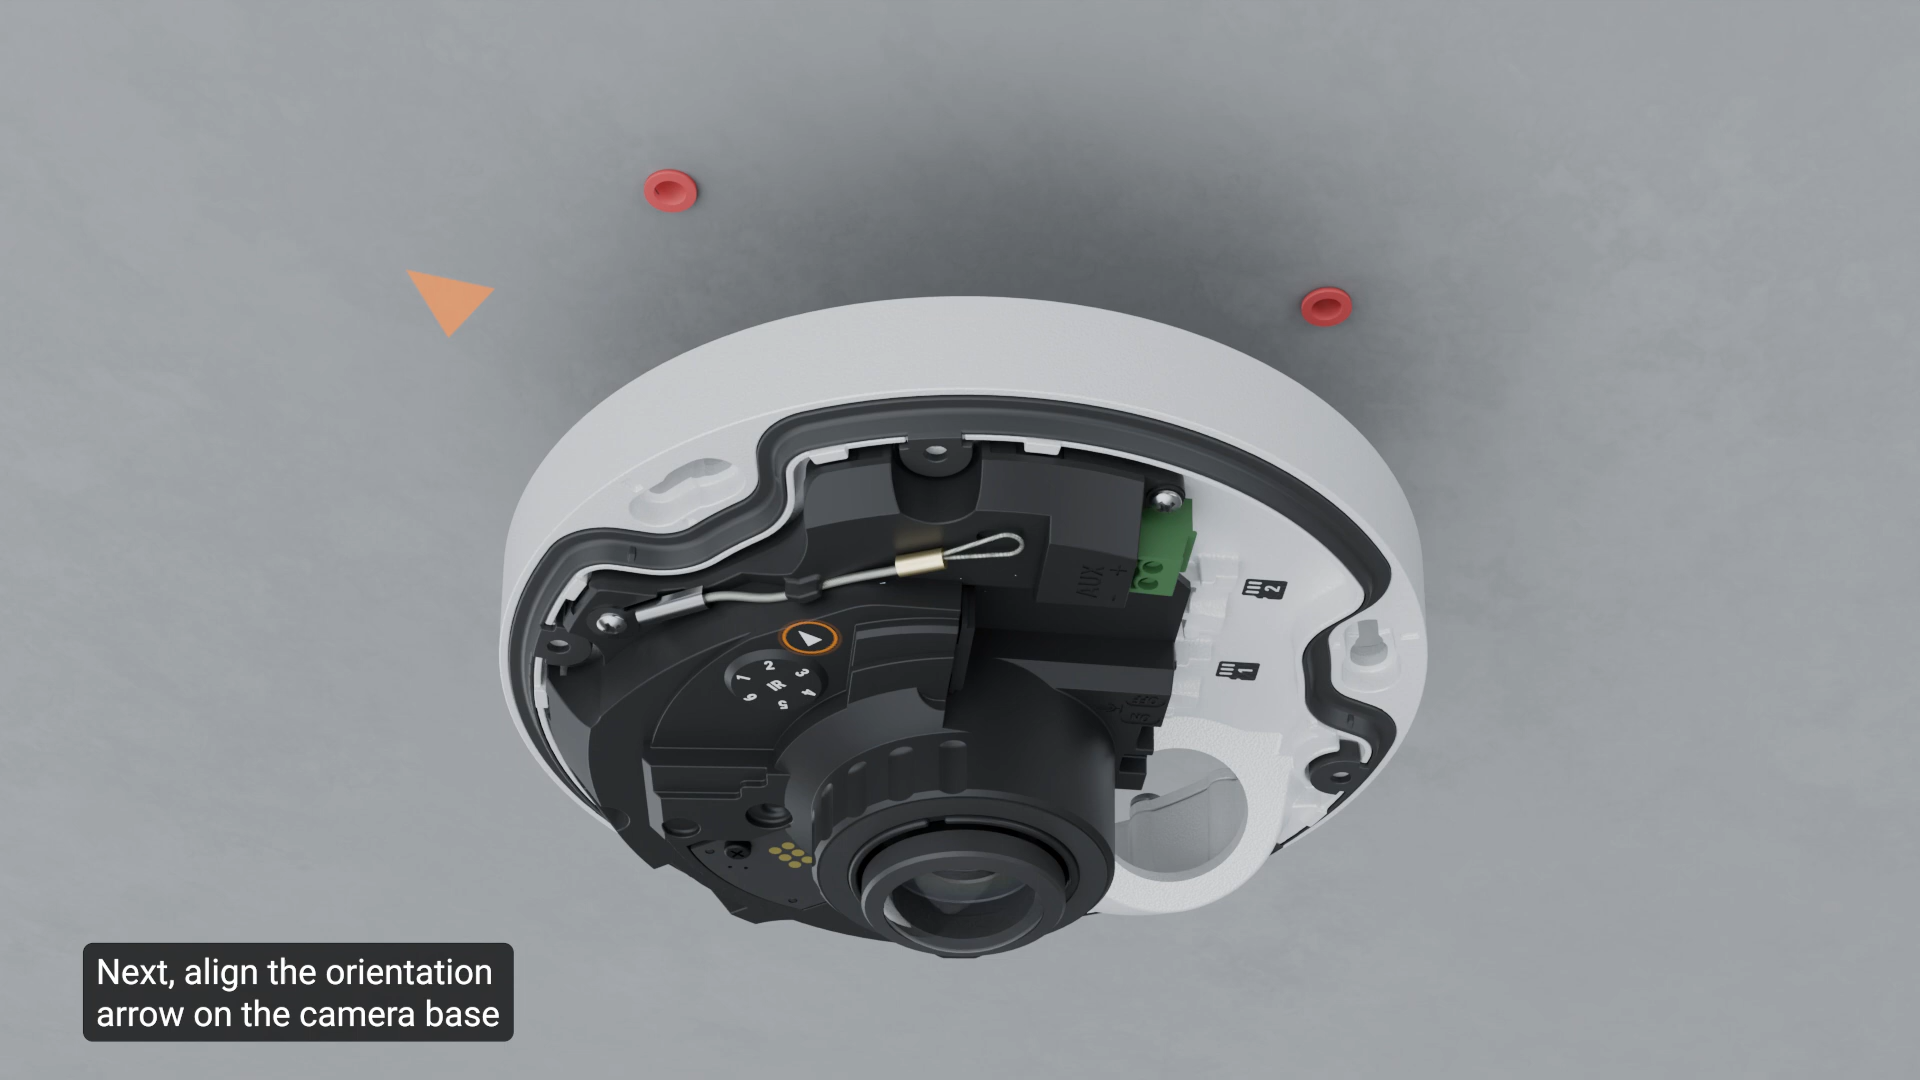 AUX
+
-
2
1
2
3
1
IR
4
6
5
Next, align the orientation
arrow on the camera base